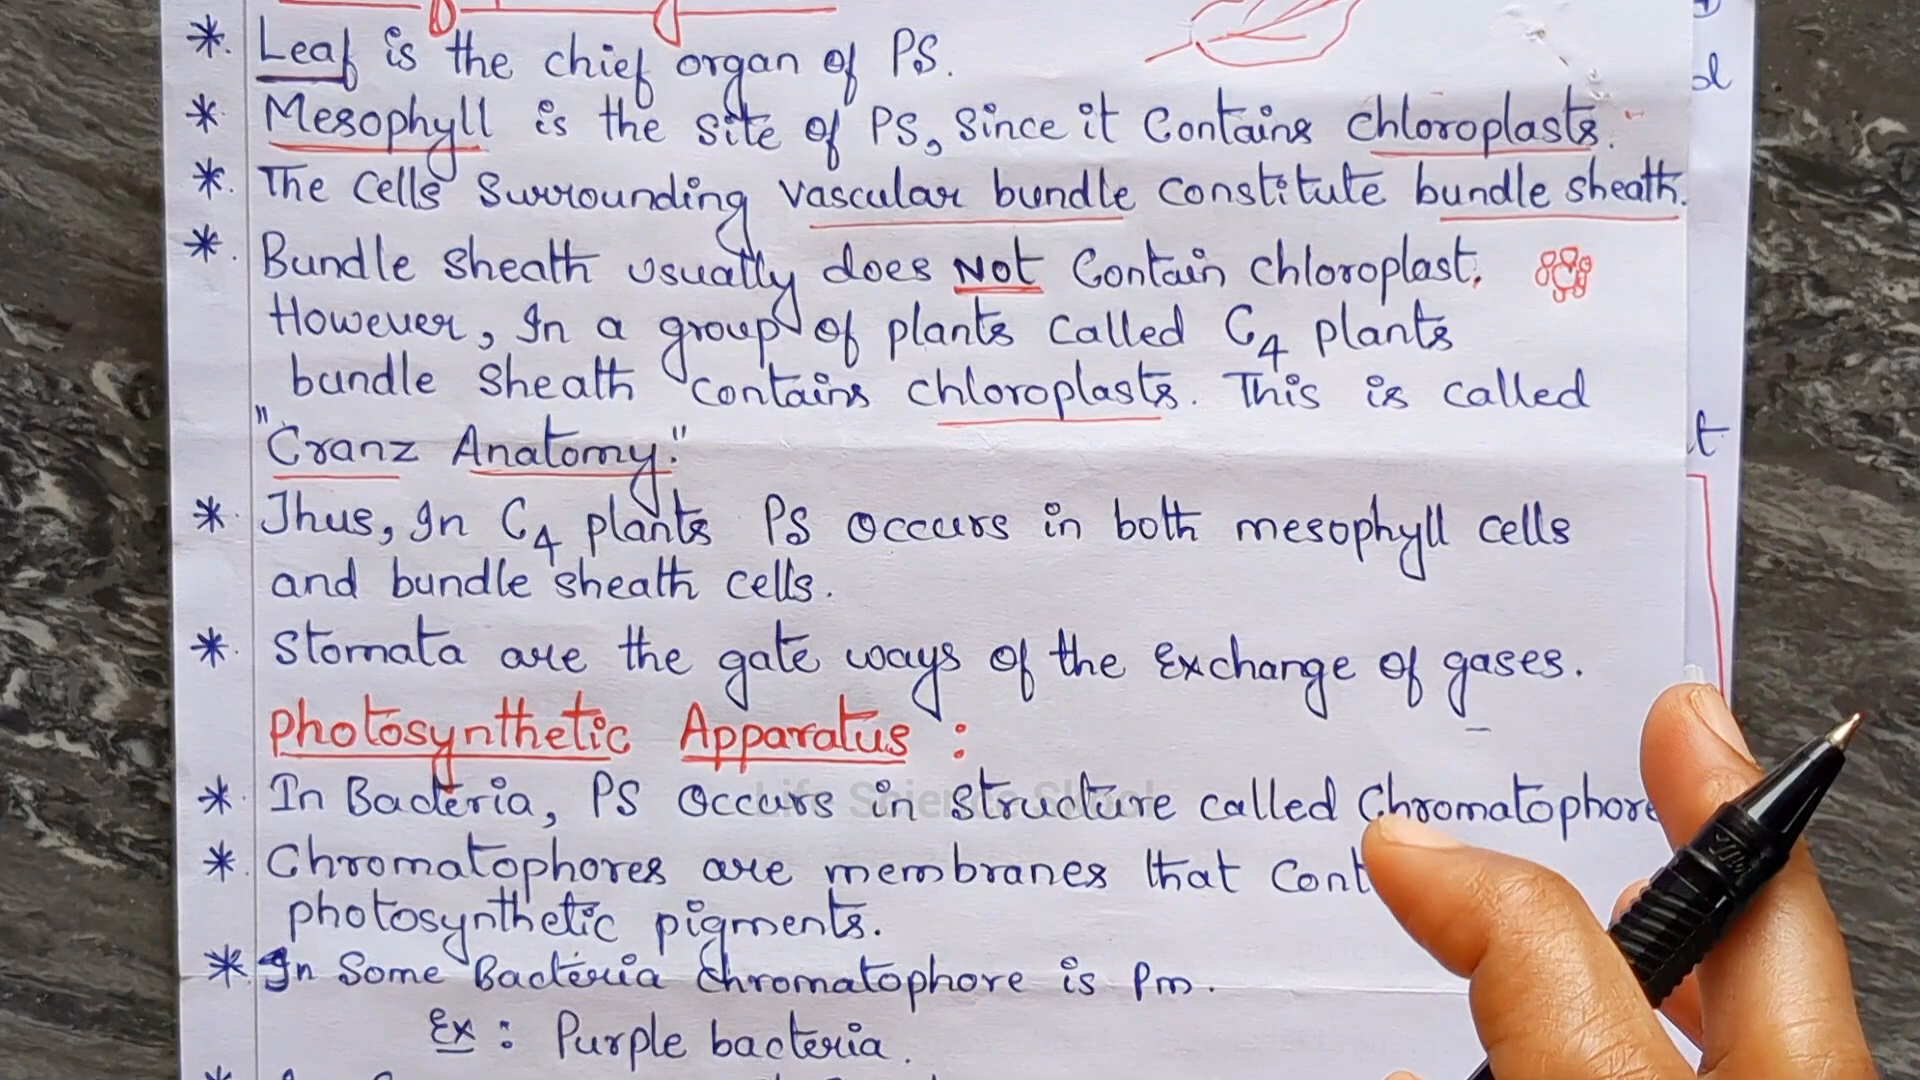 * Leaf is the chief organ of PS.
* Mesophyll is the site of PS, Since it Contains chloroplasts.
* The Cells Surrounding vascular bundle constitute bundle sheath.
* Bundle sheath usually does NOT Contain chloroplast.
However, In a group of plants called C4 plants
bundle sheath contains chloroplasts. This is called
"Cranz Anatomy."
* Thus, In C4 plants PS occurs in both mesophyll cells
and bundle sheath cells.
* Stomata are the gate ways of the Exchange of gases.
Photosynthetic Apparatus :
* In Bacteria, PS Occurs in structure called Chromatophore
* Chromatophores are membranes that Cont
photosynthetic pigments.
* In Some Bacteria chromatophore is Pm.
Ex : Purple bacteria.